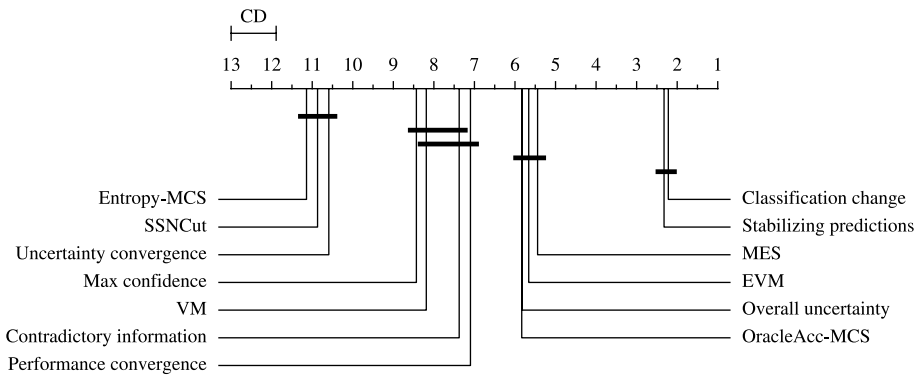 CD
13 12 11 10 9 8 7 6 5 4 3 2 1
Entropy-MCS Classification change
SSNCut Stabilizing predictions
Uncertainty convergence MES
Max confidence EVM
VM Overall uncertainty
Contradictory information OracleAcc-MCS
Performance convergence